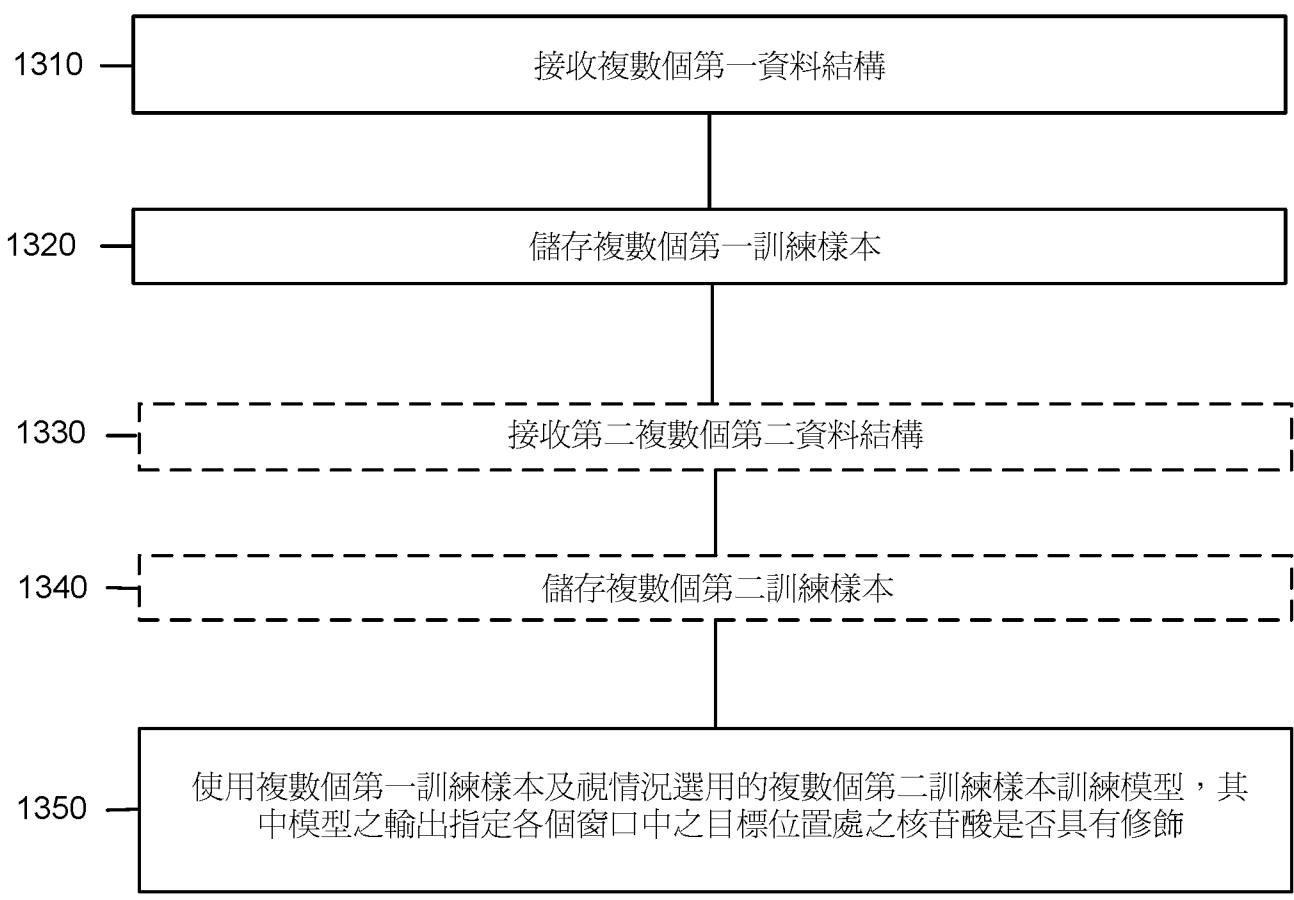 1310
接收複數個第一資料結構
1320
儲存複數個第一訓練樣本
1330
接收第二複數個第二資料結構
1340
儲存複數個第二訓練樣本
1350
使用複數個第一訓練樣本及視情況選用的複數個第二訓練樣本訓練模型，其
中模型之輸出指定各個窗口中之目標位置處之核苷酸是否具有修飾